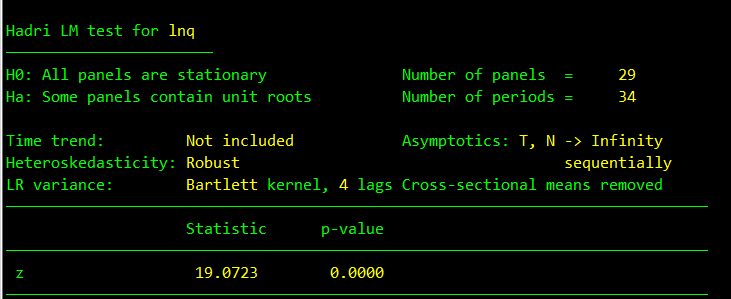 Hadri LM test for lnq
H0: All panels are stationary Number of panels = 29
Ha: Some panels contain unit roots Number of periods = 34
Time trend: Not included Asymptotics: T, N -> Infinity
Heteroskedasticity: Robust sequentially
LR variance: Bartlett kernel, 4 lags Cross-sectional means removed
Statistic p-value
z 19.0723 0.0000